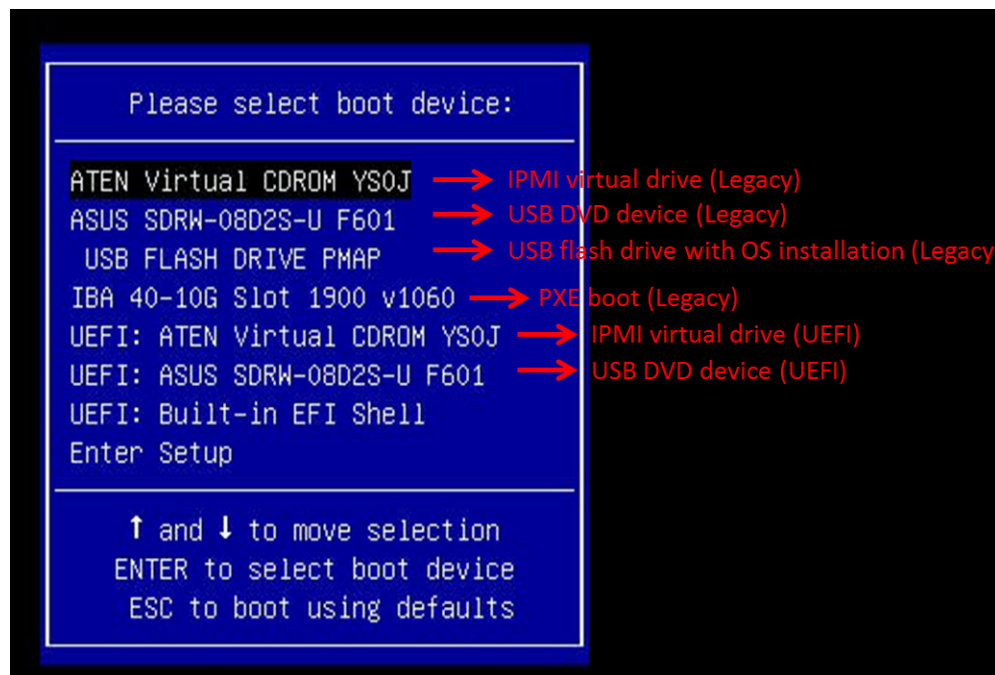 Please select boot device:
ATEN Virtual CDROM YS0J → IPMI virtual drive (Legacy)
ASUS SDRW-08D2S-U F601 → USB DVD device (Legacy)
USB FLASH DRIVE PMAP → USB flash drive with OS installation (Legacy
IBA 40-10G Slot 1900 v1060 → PXE boot (Legacy)
UEFI: ATEN Virtual CDROM YS0J → IPMI virtual drive (UEFI)
UEFI: ASUS SDRW-08D2S-U F601 → USB DVD device (UEFI)
UEFI: Built-in EFI Shell
Enter Setup
↑ and ↓ to move selection
ENTER to select boot device
ESC to boot using defaults